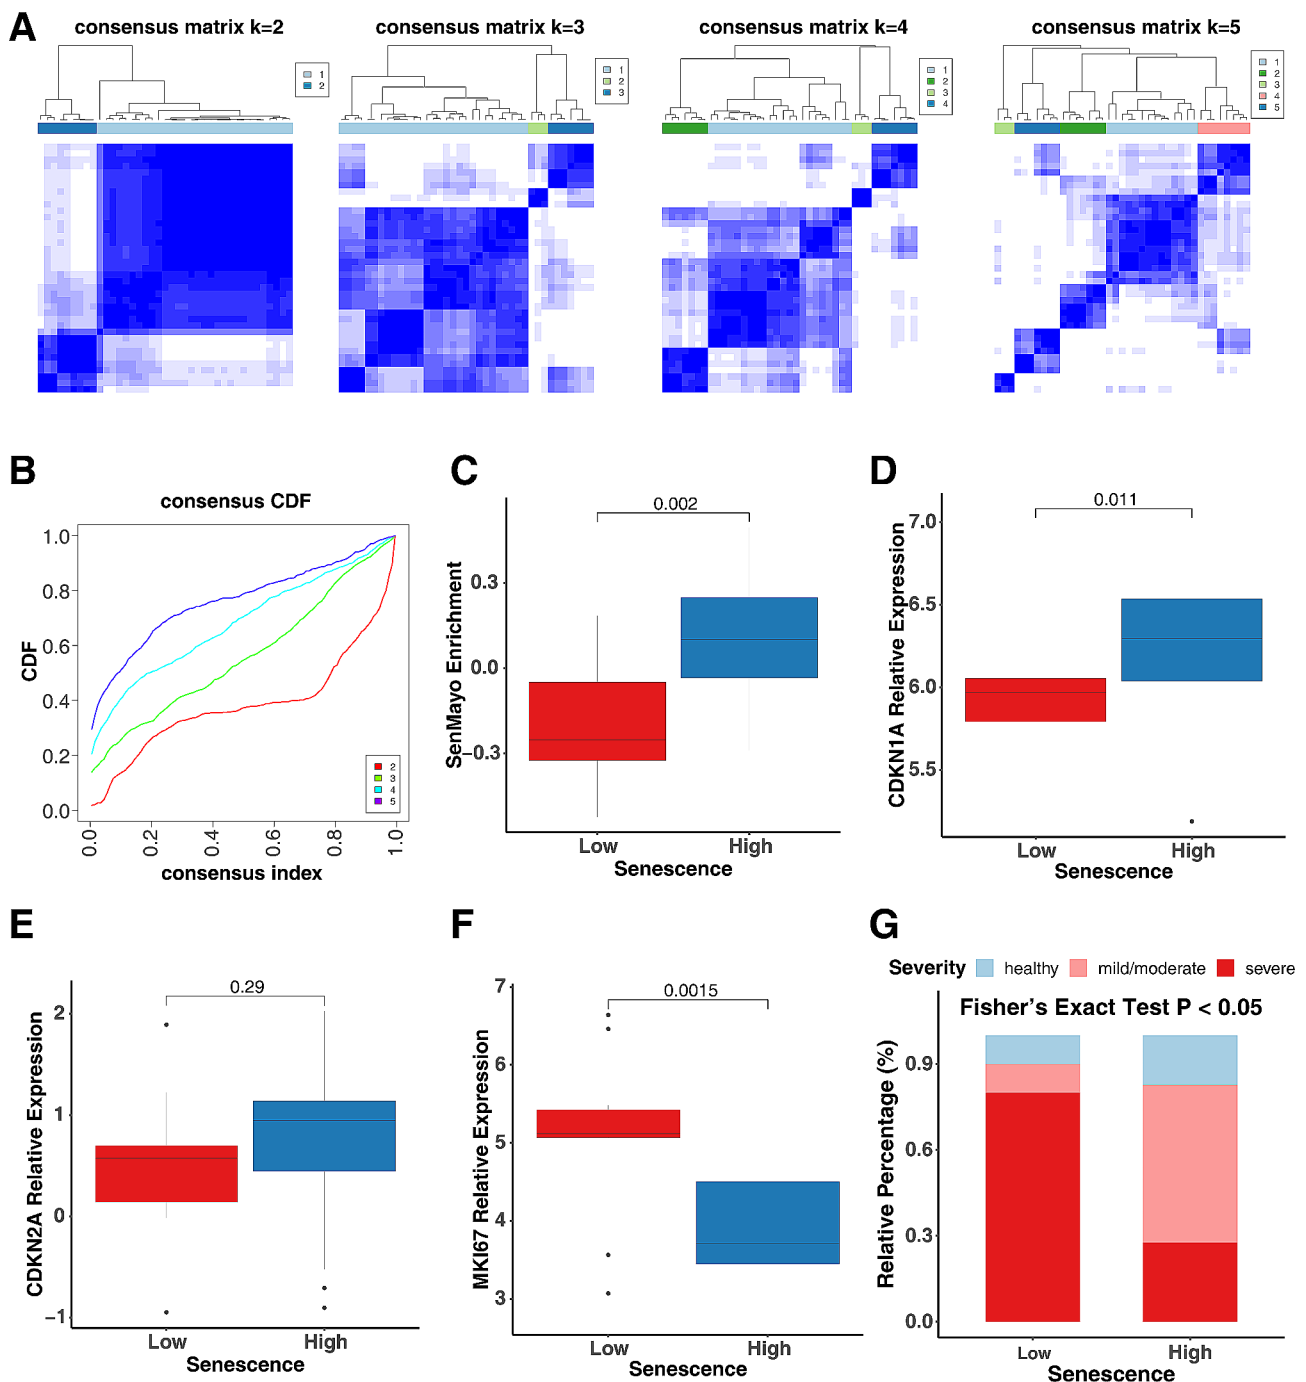 A
consensus matrix k=2
1
2
consensus matrix k=3
1
2
3
consensus matrix k=4
1
2
3
4
consensus matrix k=5
1
2
3
4
5
B
consensus CDF
CDF
1.0
0.8
0.6
0.4
0.2
0.0
2
3
4
5
0.0 0.2 0.4 0.6 0.8 1.0
consensus index
C
0.002
SenMayo Enrichment
0.3
0.0
−0.3
Low High
Senescence
D
0.011
CDKN1A Relative Expression
7.0
6.5
6.0
5.5
Low High
Senescence
E
0.29
CDKN2A Relative Expression
2
1
0
−1
Low High
Senescence
F
0.0015
MKI67 Relative Expression
7
6
5
4
3
Low High
Senescence
G
Severity healthy mild/moderate severe
Fisher's Exact Test P < 0.05
Relative Percentage (%)
0.9
0.6
0.3
0.0
Low High
Senescence